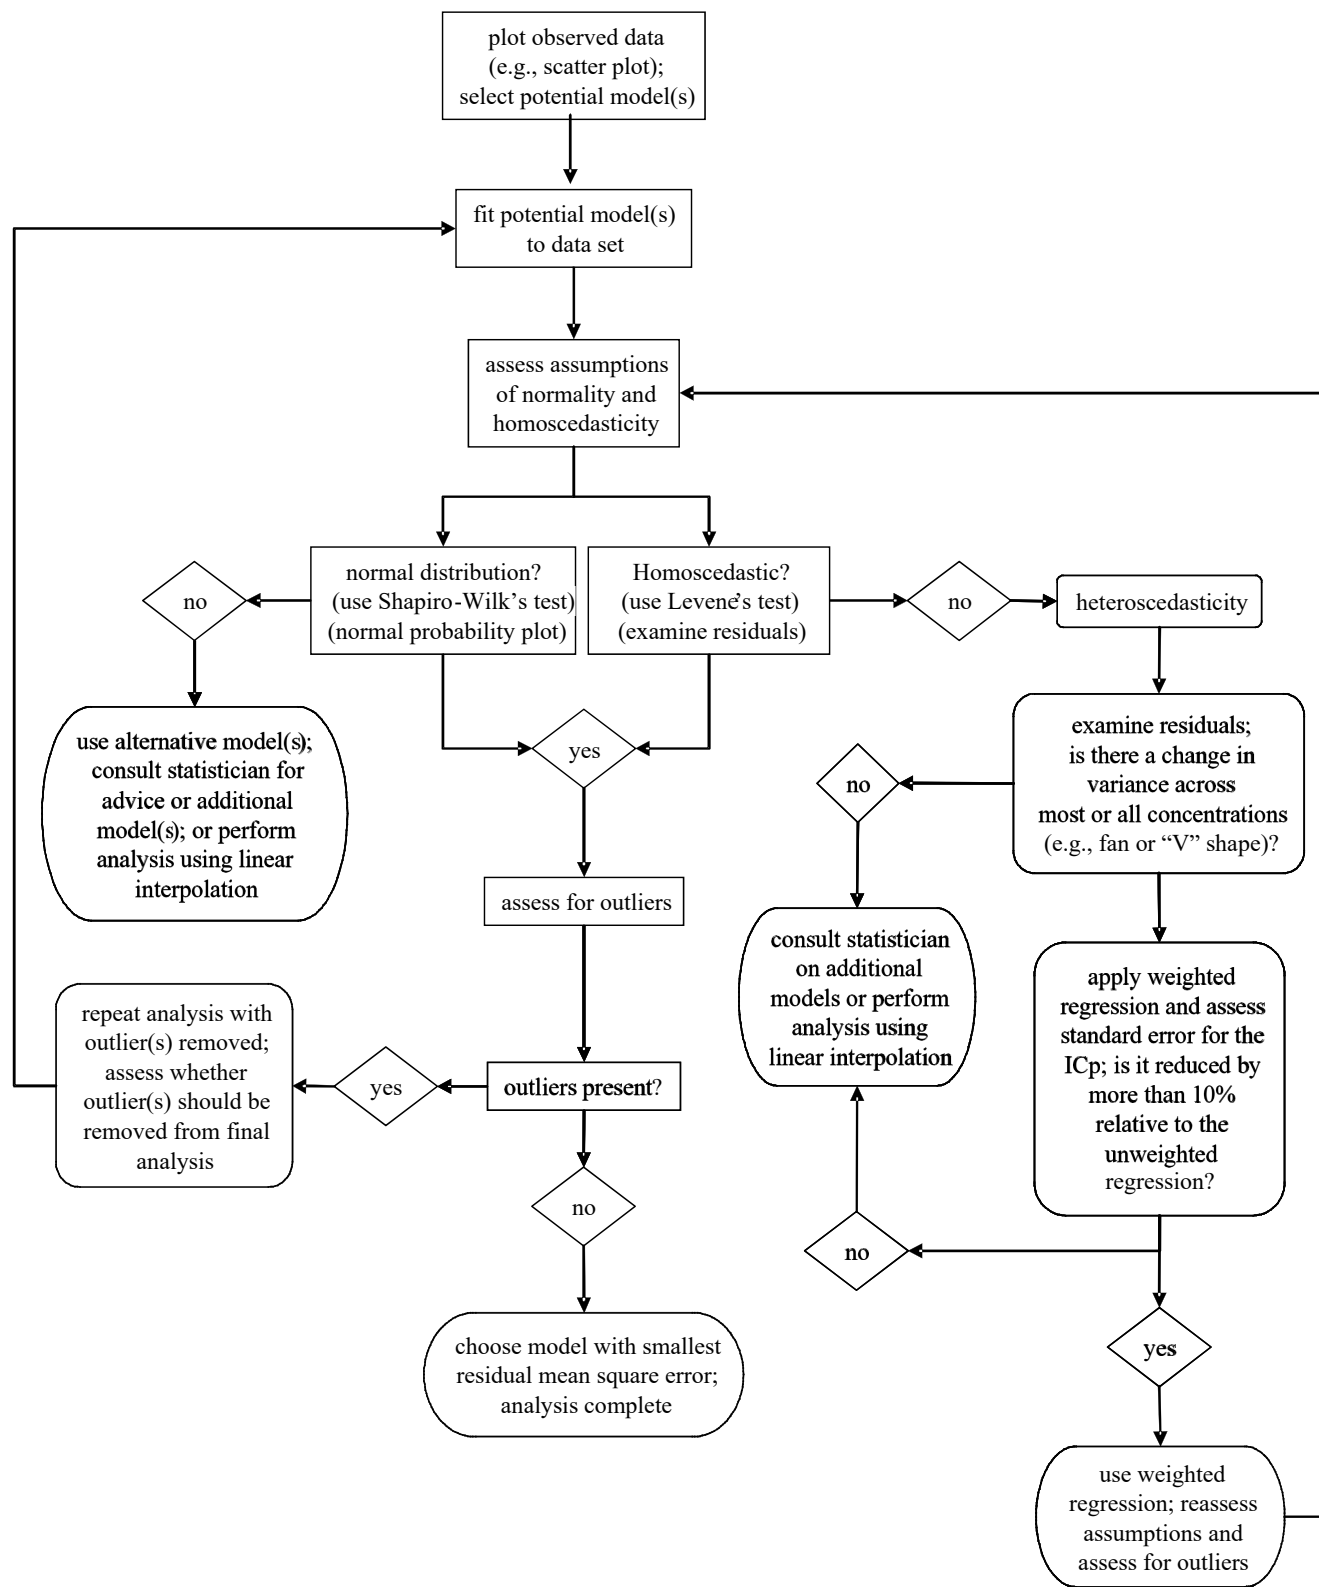 plot observed data
(e.g., scatter plot);
select potential model(s)
fit potential model(s)
to data set
assess assumptions
of normality and
homoscedasticity
normal distribution?
(use Shapiro-Wilk's test)
(normal probability plot)
Homoscedastic?
(use Levene's test)
(examine residuals)
no
no
heteroscedasticity
use alternative model(s);
consult statistician for
advice or additional
model(s); or perform
analysis using linear
interpolation
yes
no
examine residuals;
is there a change in
variance across
most or all concentrations
(e.g., fan or “V” shape)?
assess for outliers
consult statistician
on additional
models or perform
analysis using
linear interpolation
apply weighted
regression and assess
standard error for the
ICp; is it reduced by
more than 10%
relative to the
unweighted
regression?
repeat analysis with
outlier(s) removed;
assess whether
outlier(s) should be
removed from final
analysis
yes
outliers present?
no
no
yes
choose model with smallest
residual mean square error;
analysis complete
use weighted
regression; reassess
assumptions and
assess for outliers